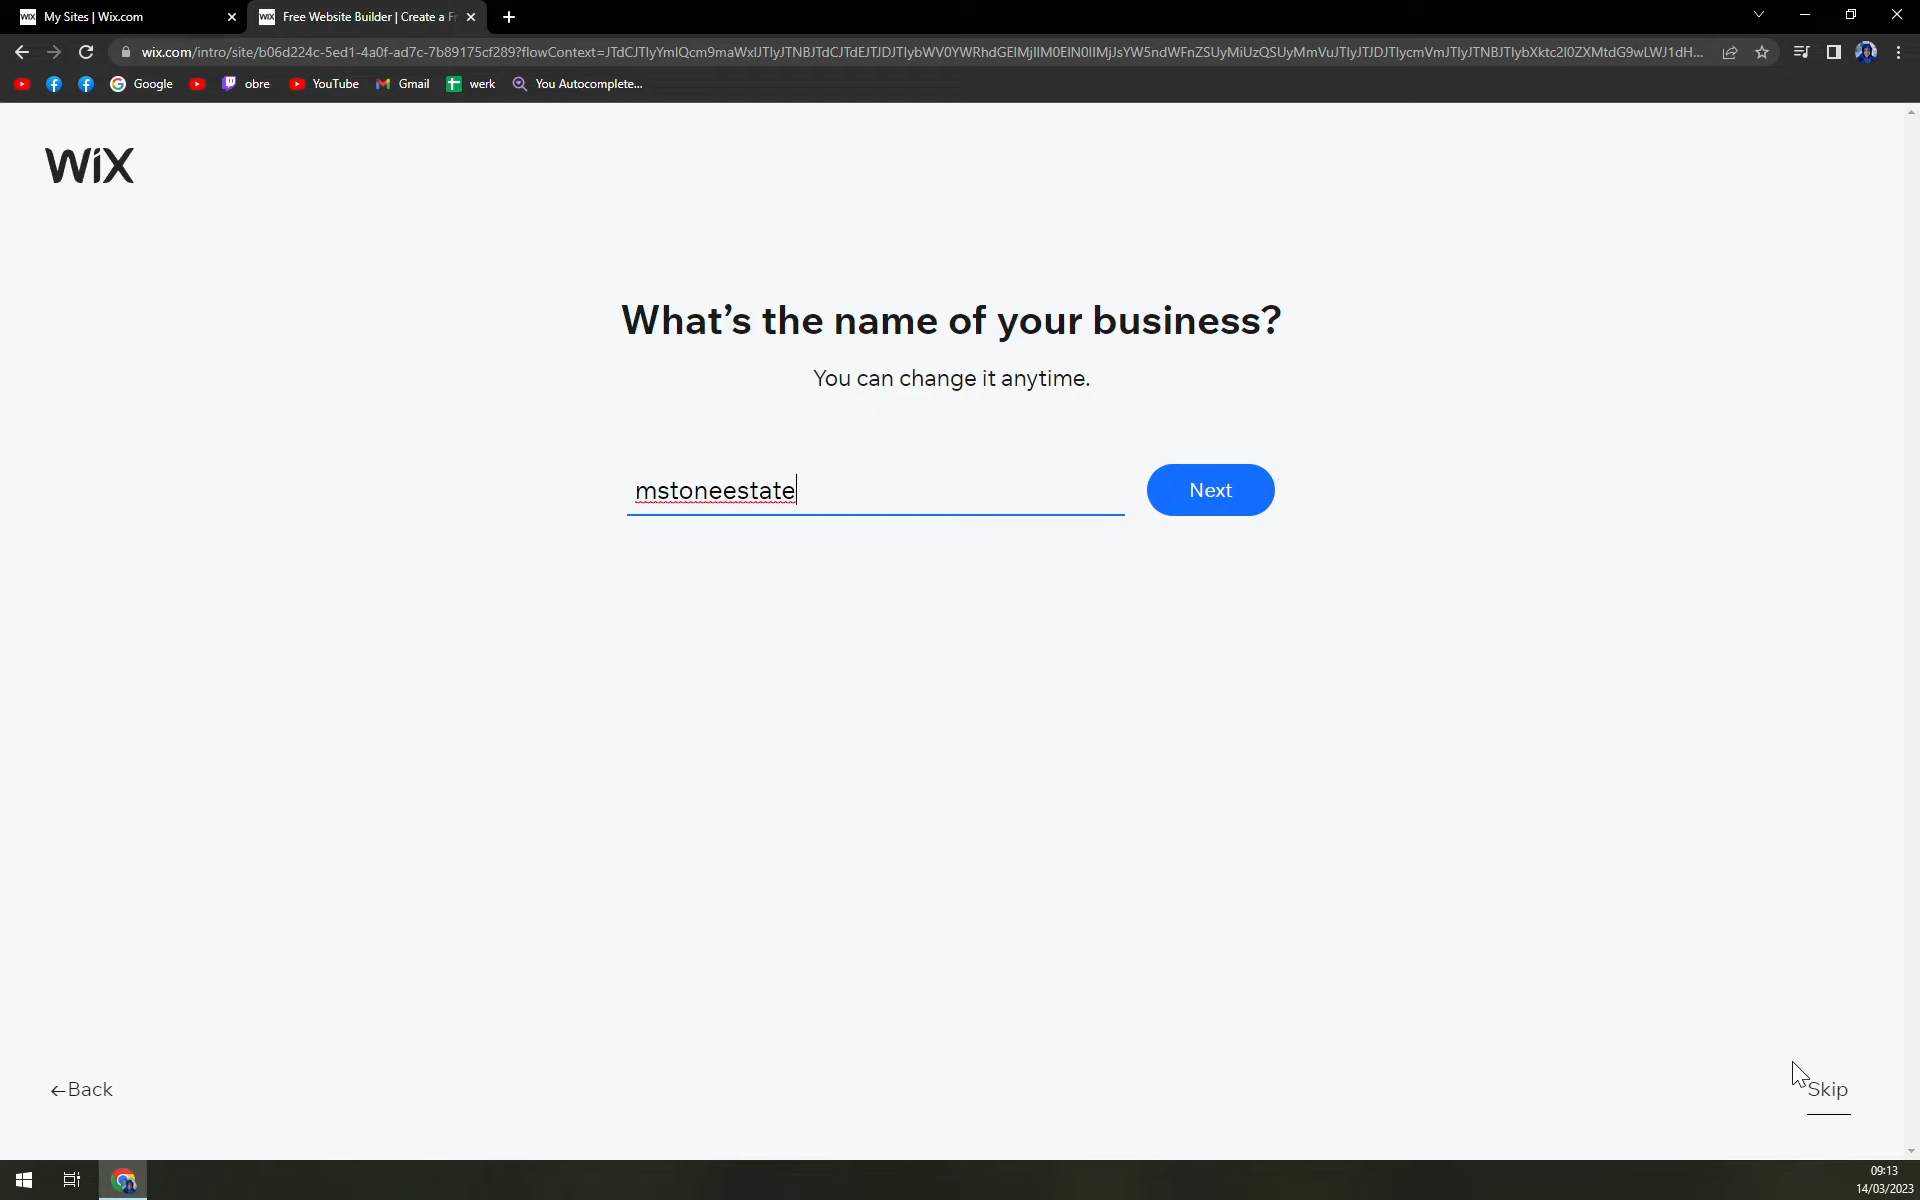 My Sites | Wix.com
Free Website Builder | Create a Fr
Google
obre
YouTube
Gmail
werk
You Autocomplete...
WiX
What's the name of your business?
You can change it anytime.
mstoneestate
Next
←Back
Skip
09:13
14/03/2023